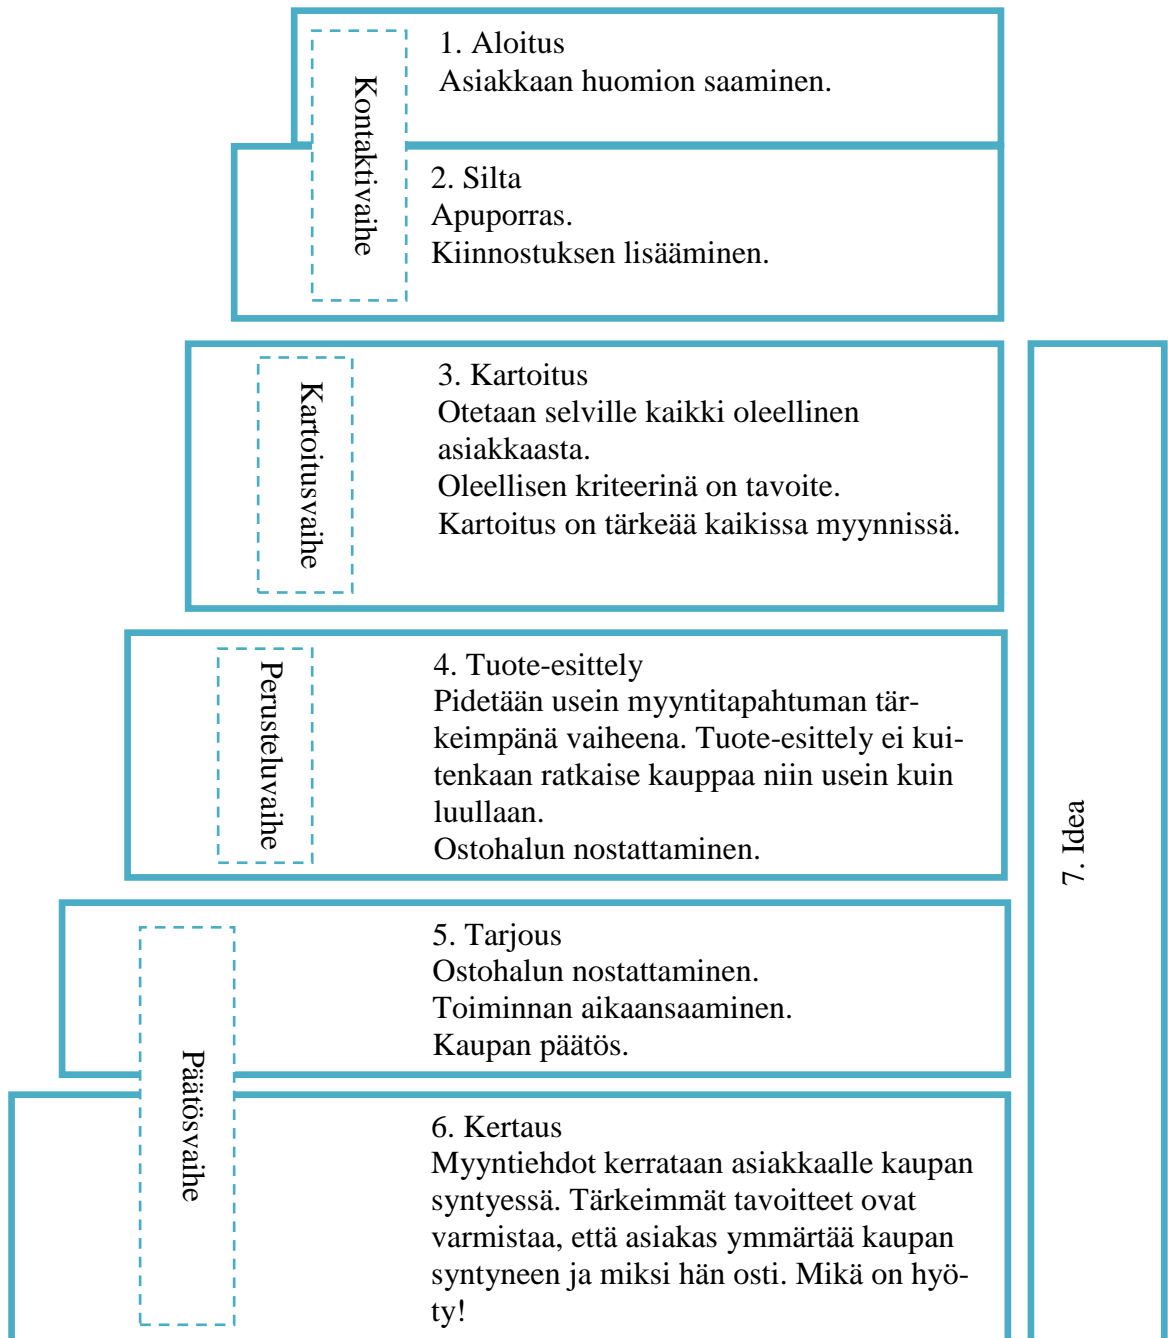 Kontaktivaihe
1. Aloitus
Asiakkaan huomion saaminen.
2. Silta
Apuporras.
Kiinnostuksen lisääminen.
Kartoitusvaihe
3. Kartoitus
Otetaan selville kaikki oleellinen
asiakkaasta.
Oleellisen kriteerinä on tavoite.
Kartoitus on tärkeää kaikissa myynnissä.
Perusteluvaihe
4. Tuote-esittely
Pidetään usein myyntitapahtuman tär-
keimpänä vaiheena. Tuote-esittely ei kui-
tenkaan ratkaise kauppaa niin usein kuin
luullaan.
Ostohalun nostattaminen.
Päätösvaihe
5. Tarjous
Ostohalun nostattaminen.
Toiminnan aikaansaaminen.
Kaupan päätös.
6. Kertaus
Myyntiehdot kerrataan asiakkaalle kaupan
syntyessä. Tärkeimmät tavoitteet ovat
varmistaa, että asiakas ymmärtää kaupan
syntyneen ja miksi hän osti. Mikä on hyö-
ty!
7. Idea